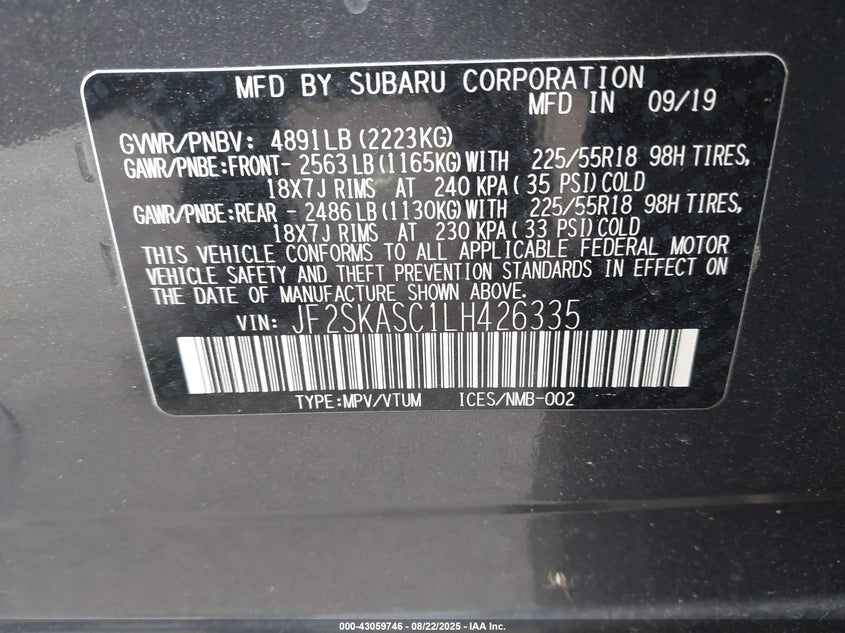 MFD BY SUBARU CORPORATION
MFD IN 09/19
GVWR/PNBV: 4891LB (2223KG)
GAWR/PNBE:FRONT- 2563LB (1165KG) WITH 225/55R18 98H TIRES,
18X7J RIMS AT 240 KPA ( 35 PSI) COLD
GAWR/PNBE:REAR - 2486LB (1130KG) WITH 225/55R18 98H TIRES,
18X7J RIMS AT 230 KPA ( 33 PSI) COLD
THIS VEHICLE CONFORMS TO ALL APPLICABLE FEDERAL MOTOR
VEHICLE SAFETY AND THEFT PREVENTION STANDARDS IN EFFECT ON
THE DATE OF MANUFACTURE SHOWN ABOVE.
VIN: JF2SKASC1LH426335
TYPE:MPV/VTUM ICES/NMB-002
000-43059746 - 08/22/2025 - IAA Inc.